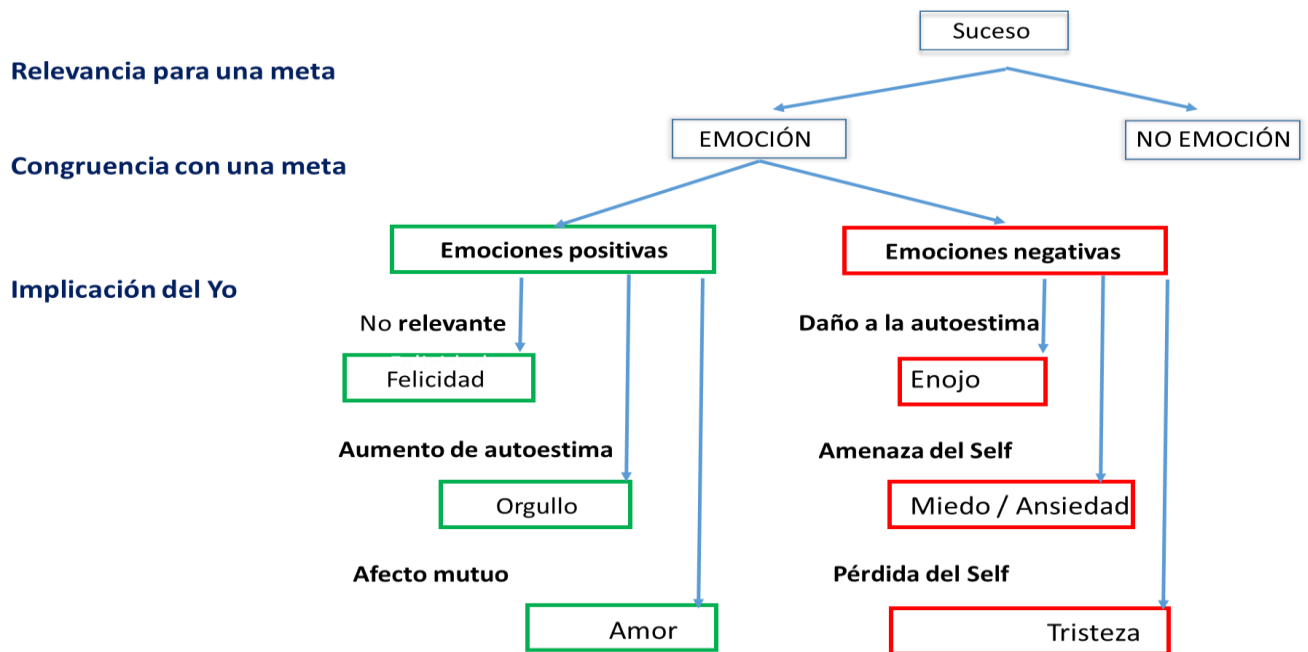 Suceso
Relevancia para una meta
EMOCIÓN
NO EMOCIÓN
Congruencia con una meta
Emociones positivas
Emociones negativas
Implicación del Yo
No relevante
Daño a la autoestima
Felicidad
Enojo
Aumento de autoestima
Amenaza del Self
Orgullo
Miedo / Ansiedad
Afecto mutuo
Pérdida del Self
Amor
Tristeza